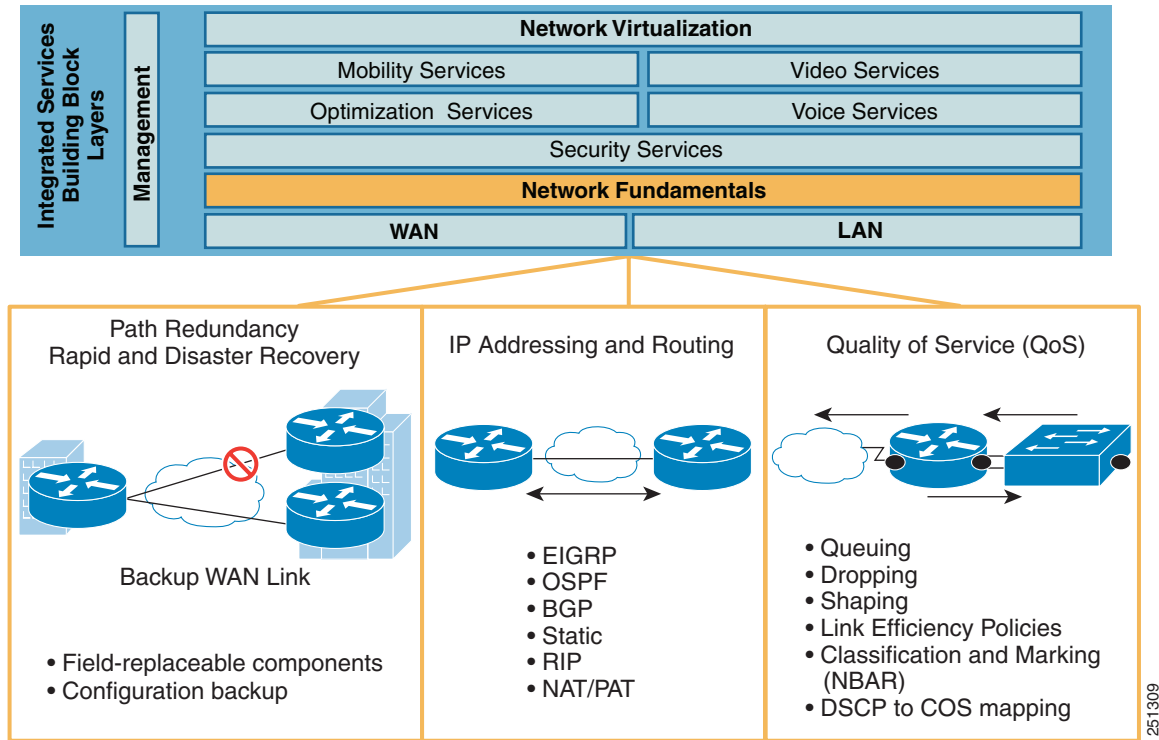 Integrated Services
Building Block
Layers
Management
Network Virtualization
Mobility Services
Video Services
Optimization Services
Voice Services
Security Services
Network Fundamentals
WAN
LAN
Path Redundancy
Rapid and Disaster Recovery
Backup WAN Link
• Field-replaceable components
• Configuration backup
IP Addressing and Routing
• EIGRP
• OSPF
• BGP
• Static
• RIP
• NAT/PAT
Quality of Service (QoS)
• Queuing
• Dropping
• Shaping
• Link Efficiency Policies
• Classification and Marking
(NBAR)
• DSCP to COS mapping
251309